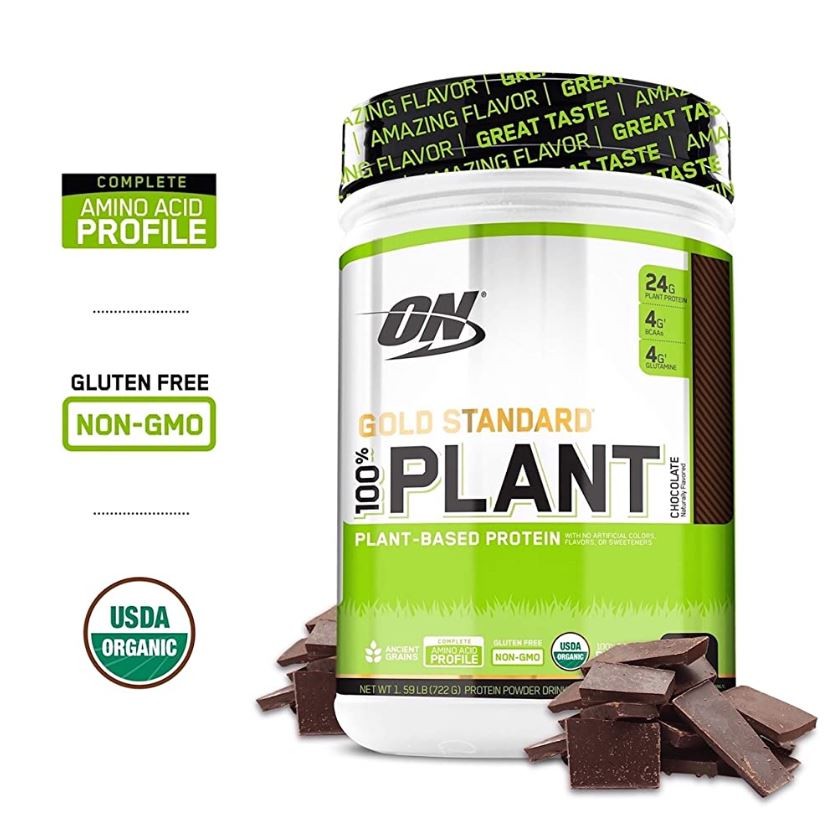 COMPLETE
AMINO ACID
PROFILE
GLUTEN FREE
NON-GMO
USDA
ORGANIC
AMAZING FLAVOR | GREAT TASTE | AMAZING FLAVOR
AMAZING FLAVOR | GREAT TASTE
ON®
24G
PLANT PROTEIN
4G
BCAAs
4G
GLUTAMINE
GOLD STANDARD
100% PLANT
CHOCOLATE
Naturally Flavored
PLANT-BASED PROTEIN
WITH NO ARTIFICIAL COLORS,
FLAVORS, OR SWEETENERS
ANCIENT
GRAINS
COMPLETE
AMINO ACID
PROFILE
GLUTEN FREE
NON-GMO
USDA
ORGANIC
100%
NET WT 1.59 LB (722 G) PROTEIN POWDER DRINK